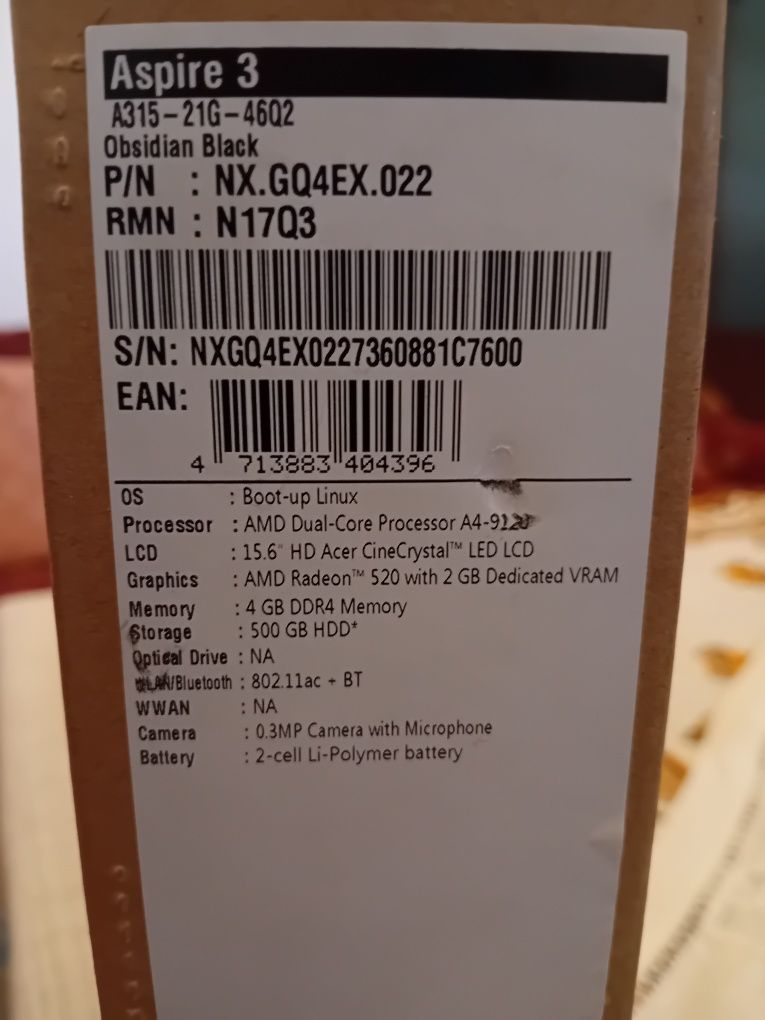 Aspire 3
A315-21G-46Q2
Obsidian Black
P/N : NX.GQ4EX.022
RMN : N17Q3
S/N: NXGQ4EX0227360881C7600
EAN:
4 713883 404396
OS : Boot-up Linux
Processor : AMD Dual-Core Processor A4-9120
LCD : 15.6" HD Acer CineCrystal™ LED LCD
Graphics : AMD Radeon™ 520 with 2 GB Dedicated VRAM
Memory : 4 GB DDR4 Memory
Storage : 500 GB HDD*
Optical Drive : NA
WLAN/Bluetooth : 802.11ac + BT
WWAN : NA
Camera : 0.3MP Camera with Microphone
Battery : 2-cell Li-Polymer battery